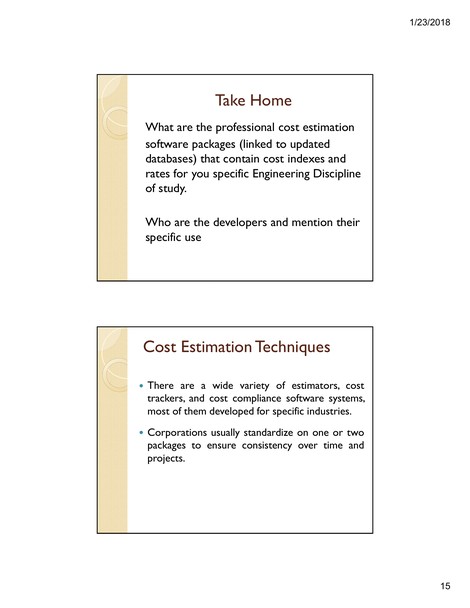 1/23/2018
Take Home
What are the professional cost estimation
software packages (linked to updated
databases) that contain cost indexes and
rates for you specific Engineering Discipline
of study.
Who are the developers and mention their
specific use
Cost Estimation Techniques
• There are a wide variety of estimators, cost
trackers, and cost compliance software systems,
most of them developed for specific industries.
• Corporations usually standardize on one or two
packages to ensure consistency over time and
projects.
15